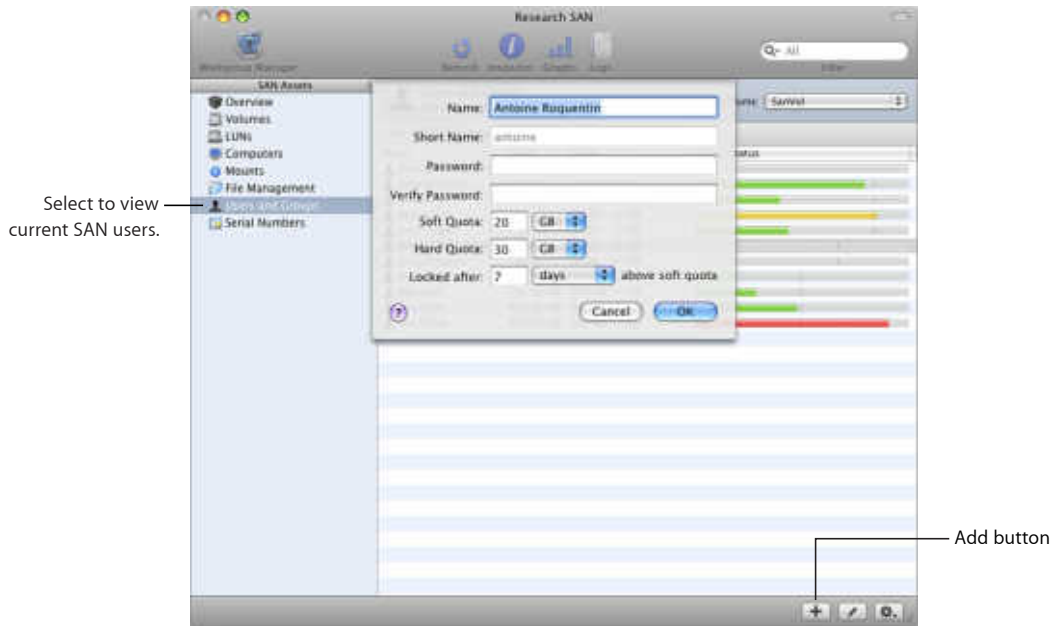 Research SAN
All
Filter
SAN Assets
Overview
Volumes
LUNs
Computers
Mounts
File Management
Users and Groups
Serial Numbers
Name: Antoine Roquentin
Short Name: antoine
Password:
Verify Password:
Soft Quota: 20 GB
Hard Quota: 30 GB
Locked after: 7 days above soft quota
Cancel OK
Select to view
current SAN users.
Add button